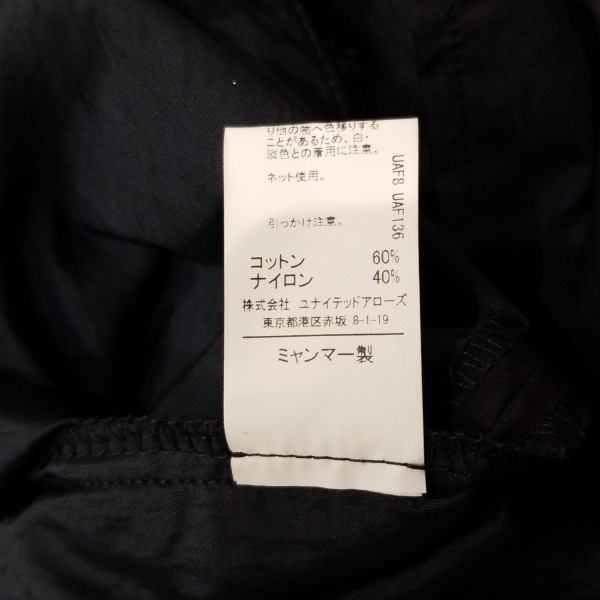 り他の物へ色移りする
ことがあるため、白・
淡色との着用に注意。
ネット使用。
引っかけ注意。
コットン 60%
ナイロン 40%
株式会社 ユナイテッドアローズ
東京都港区赤坂 8-1-19
ミャンマー製
UAF8 UAF136